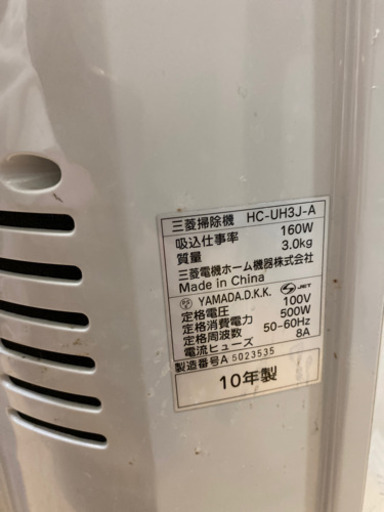 三菱掃除機 HC-UH3J-A
吸込仕事率 160W
質量 3.0kg
三菱電機ホーム機器株式会社
Made in China
YAMADA.D.K.K. JET
定格電圧 100V
定格消費電力 500W
定格周波数 50-60Hz
電流ヒューズ 8A
製造番号A 5023535
10年製